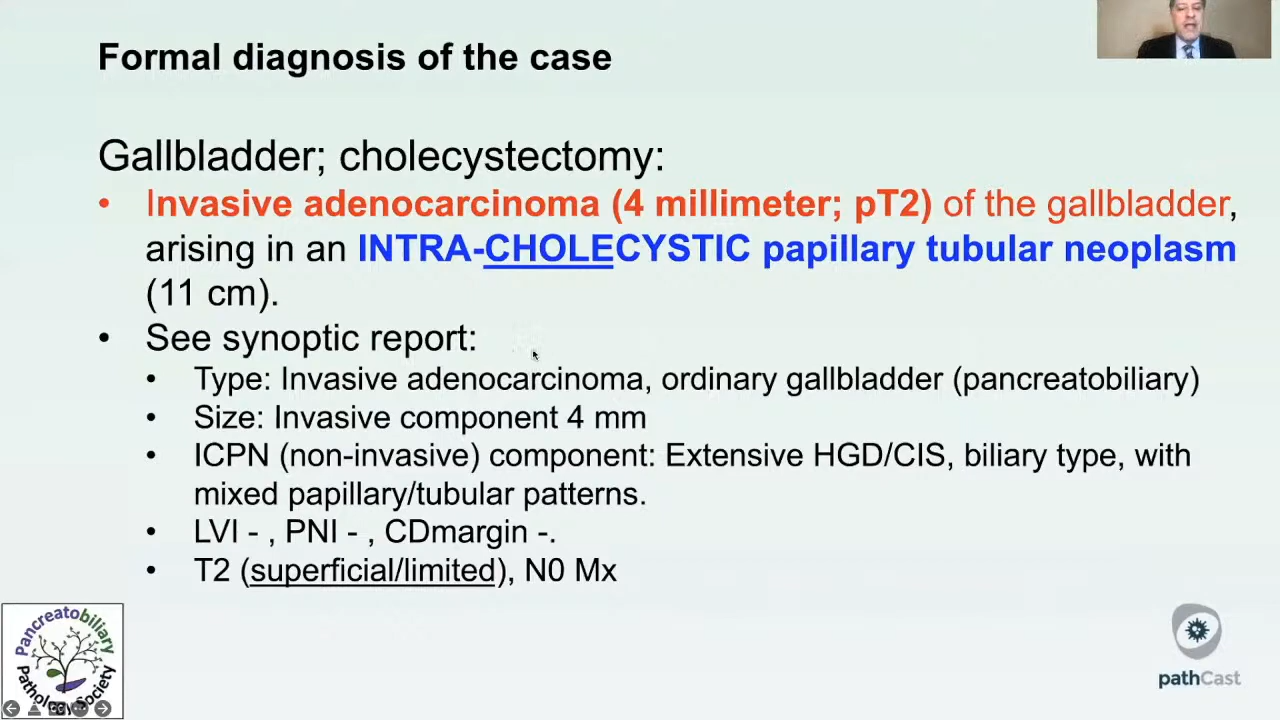 Formal diagnosis of the case
Gallbladder; cholecystectomy:
• Invasive adenocarcinoma (4 millimeter; pT2) of the gallbladder,
arising in an INTRA-CHOLECYSTIC papillary tubular neoplasm
(11 cm).
• See synoptic report:
• Type: Invasive adenocarcinoma, ordinary gallbladder (pancreatobiliary)
• Size: Invasive component 4 mm
• ICPN (non-invasive) component: Extensive HGD/CIS, biliary type, with
mixed papillary/tubular patterns.
• LVI - , PNI - , CDmargin -.
• T2 (superficial/limited), N0 Mx
Pancreatobiliary
Pathology Society
pathCast